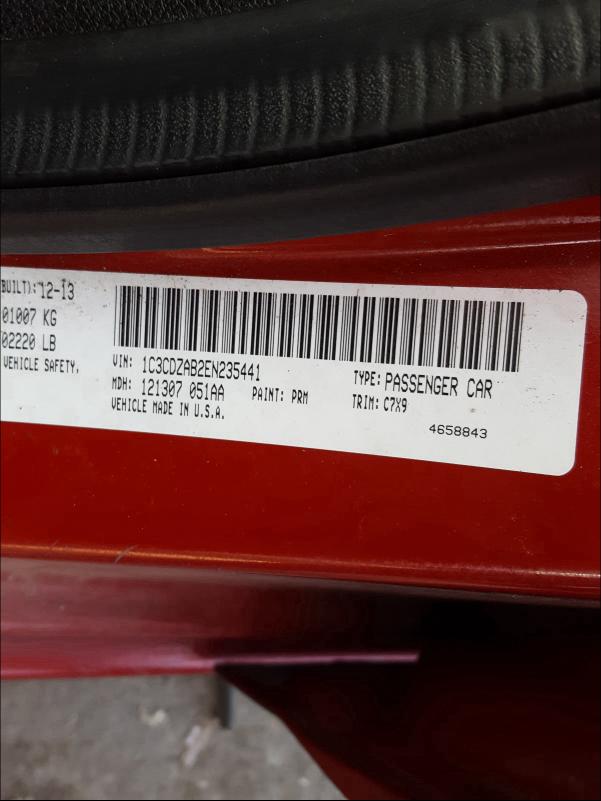 BUILT): 12-13
01007 KG
02220 LB
VEHICLE SAFETY,
VIN: 1C3CDZAB2EN235441
TYPE: PASSENGER CAR
MDH: 121307 051AA PAINT: PRM
TRIM: C7X9
VEHICLE MADE IN U.S.A.
4658843